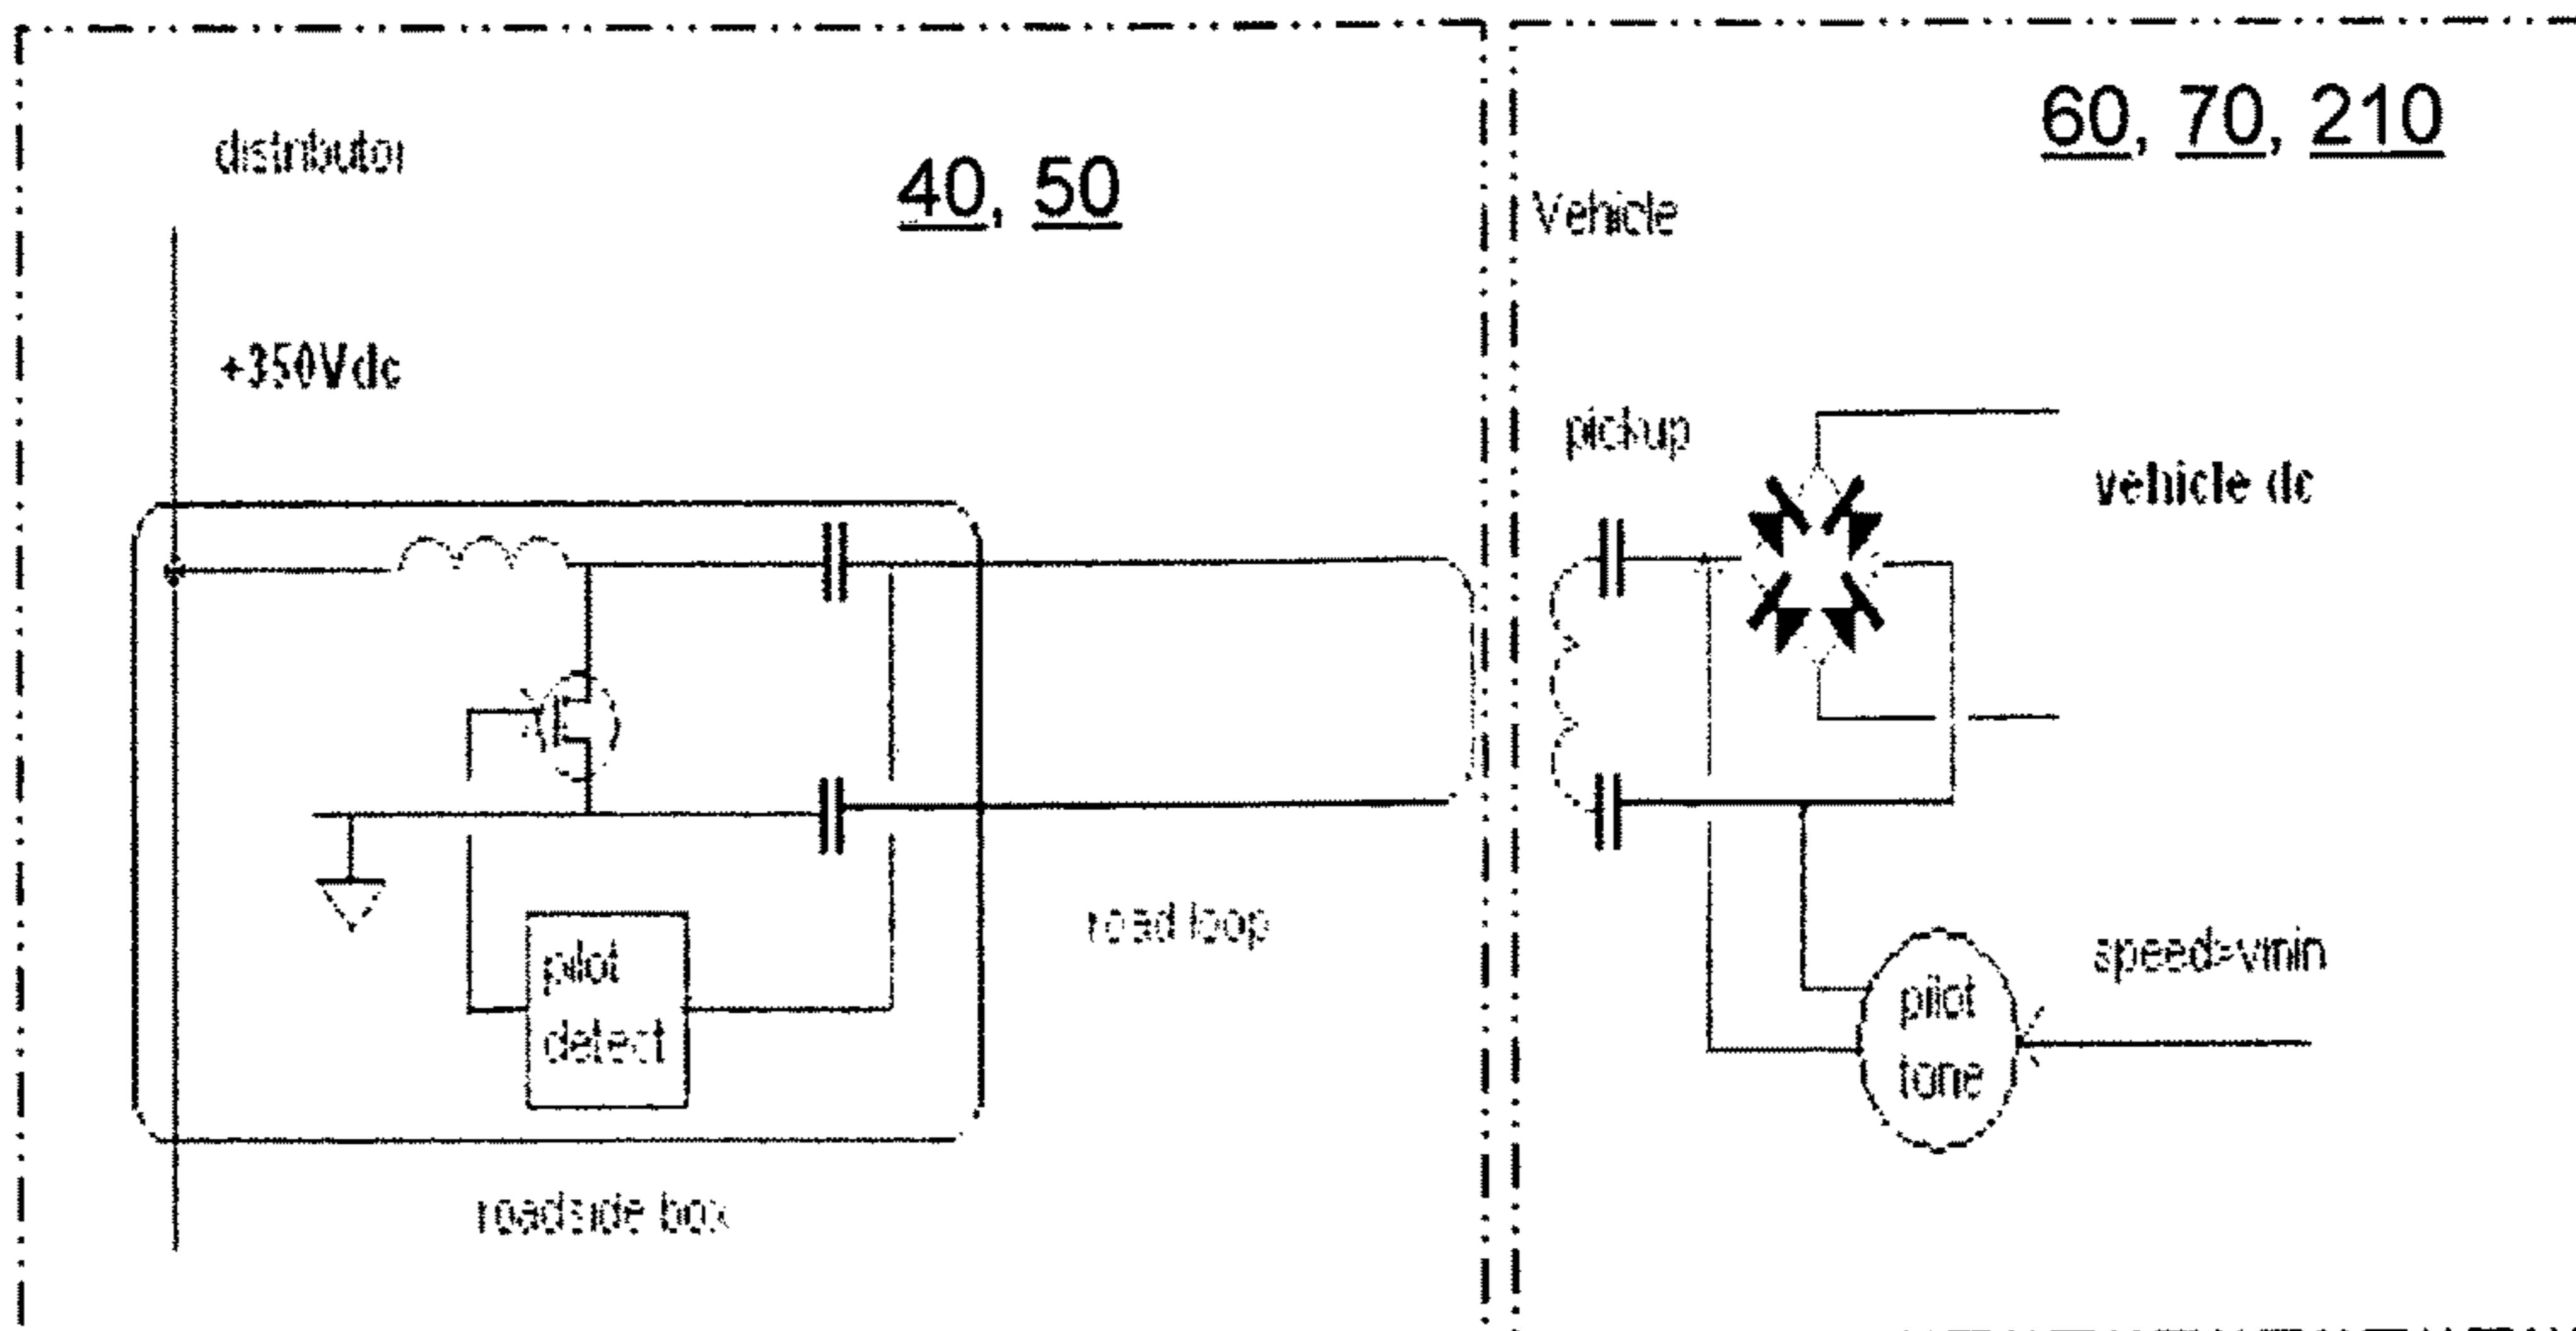 distributor
40, 50
+350Vdc
pilot
detect
road loop
roadside box
60, 70, 210
Vehicle
pickup
vehicle dc
speed>vmin
pilot
tone